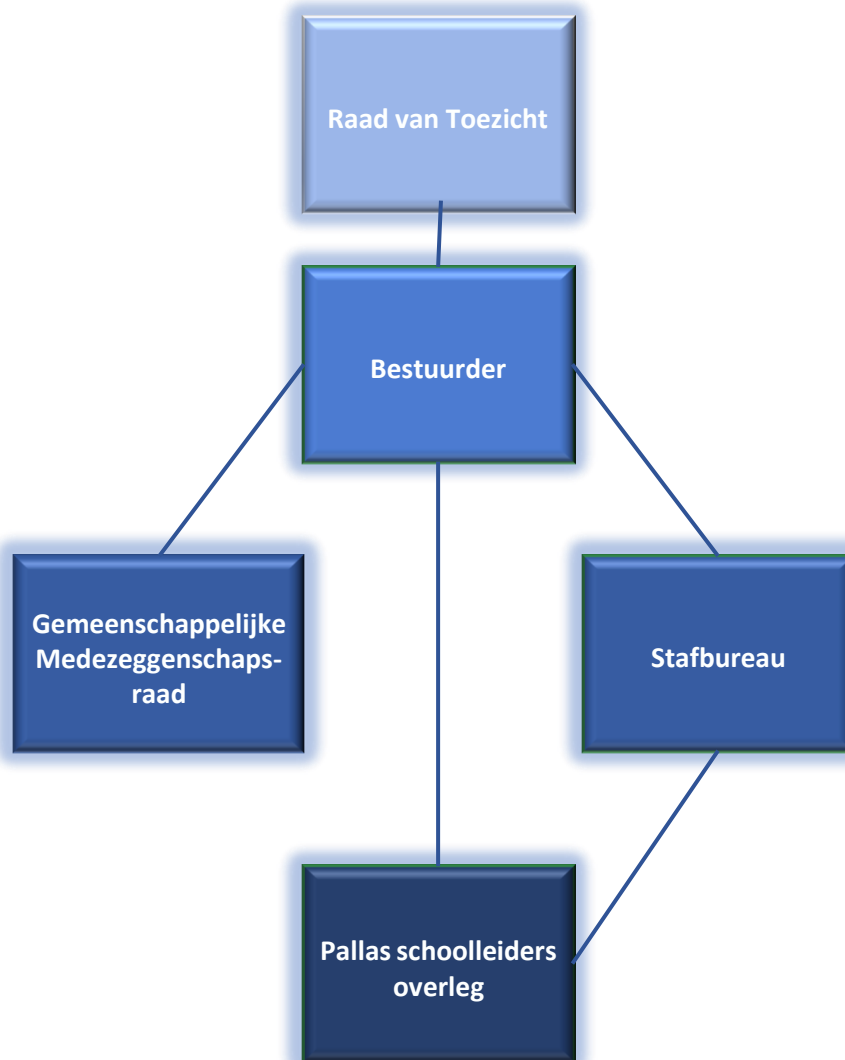 Raad van Toezicht
Bestuurder
Gemeenschappelijke
Medezeggenschaps-
raad
Stafbureau
Pallas schoolleiders
overleg